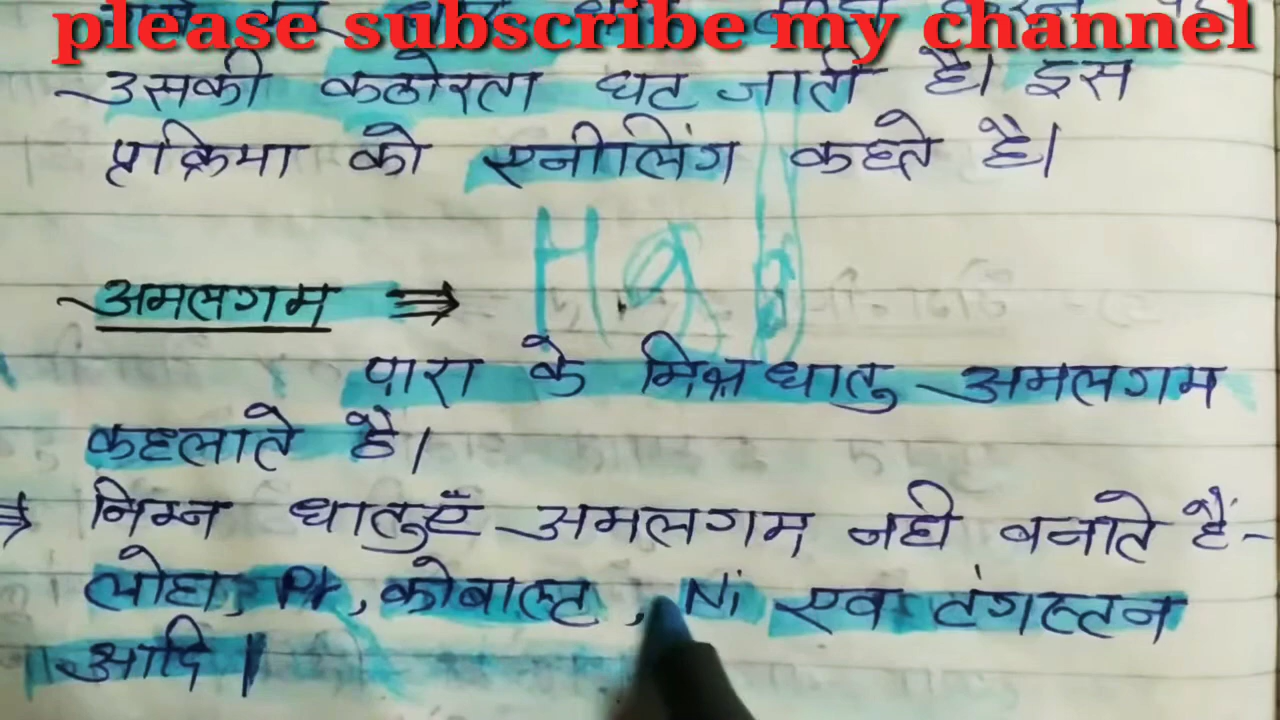 please subscribe my channel
उसकी कठोरता घट जाती है। इस
प्रक्रिया को एनीलिंग कहते है।
Hg
अमलगम ⇒
पारा के मिश्रधातु अमलगम
कहलाते है।
⇒ निम्न धातुएँ अमलगम नही बनाते हैं-
लोहा, Pt, कोबाल्ट, Ni एवं टंगस्टन
आदि।